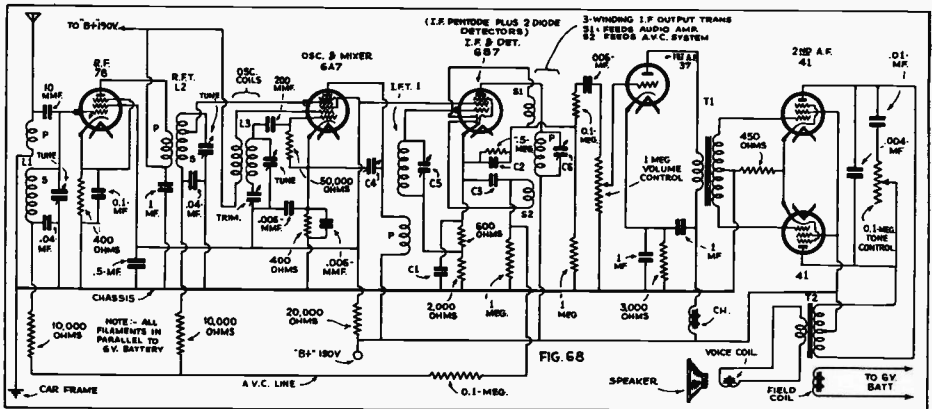 TO "B+" 190V.
R.F.
78
10
MMF.
TUNE
L1
P
S
.04-
MF
400
OHMS
0.1-
MF
.5-MF.
CHASSIS
10,000
OHMS
NOTE:- ALL
FILAMENTS IN
PARALLEL TO
6V. BATTERY
CAR FRAME
R.F.T.
L2
TUNE
P
S
1
MF.
.04-
MF.
10,000
OHMS
A.V.C. LINE
OSC.
COILS
L3
200
MMF.
TUNE
TRIM.
.006-
MMF.
OSC. & MIXER
6A7
50,000
OHMS
400
OHMS
.006-
MMF.
20,000
OHMS
"B+" 190V
I.F.T. 1
C4
P
C5
C1
(I.F. PENTODE PLUS 2 DIODE
DETECTORS)
I.F. & DET.
6B7
3-WINDING I.F. OUTPUT TRANS
S1: FEEDS AUDIO AMP.
S2 FEEDS A.V.C. SYSTEM
S1
.5-
MEG.
C2
C3
S2
P
C6
600
OHMS
2,000
OHMS
1
MEG.
0.1-MEG.
1
MEG
.006-
MF.
0.1-
MEG.
1 MEG
VOLUME
CONTROL
1ST A.F.
37
1
MF
3,000
OHMS
1
MF
CH.
T1
450
OHMS
2ND A.F.
41
41
.01-
MF.
.004-
MF
0.1-MEG.
TONE
CONTROL
T2
FIG. 68
SPEAKER
VOICE COIL
FIELD
COIL
TO 6V.
BATT